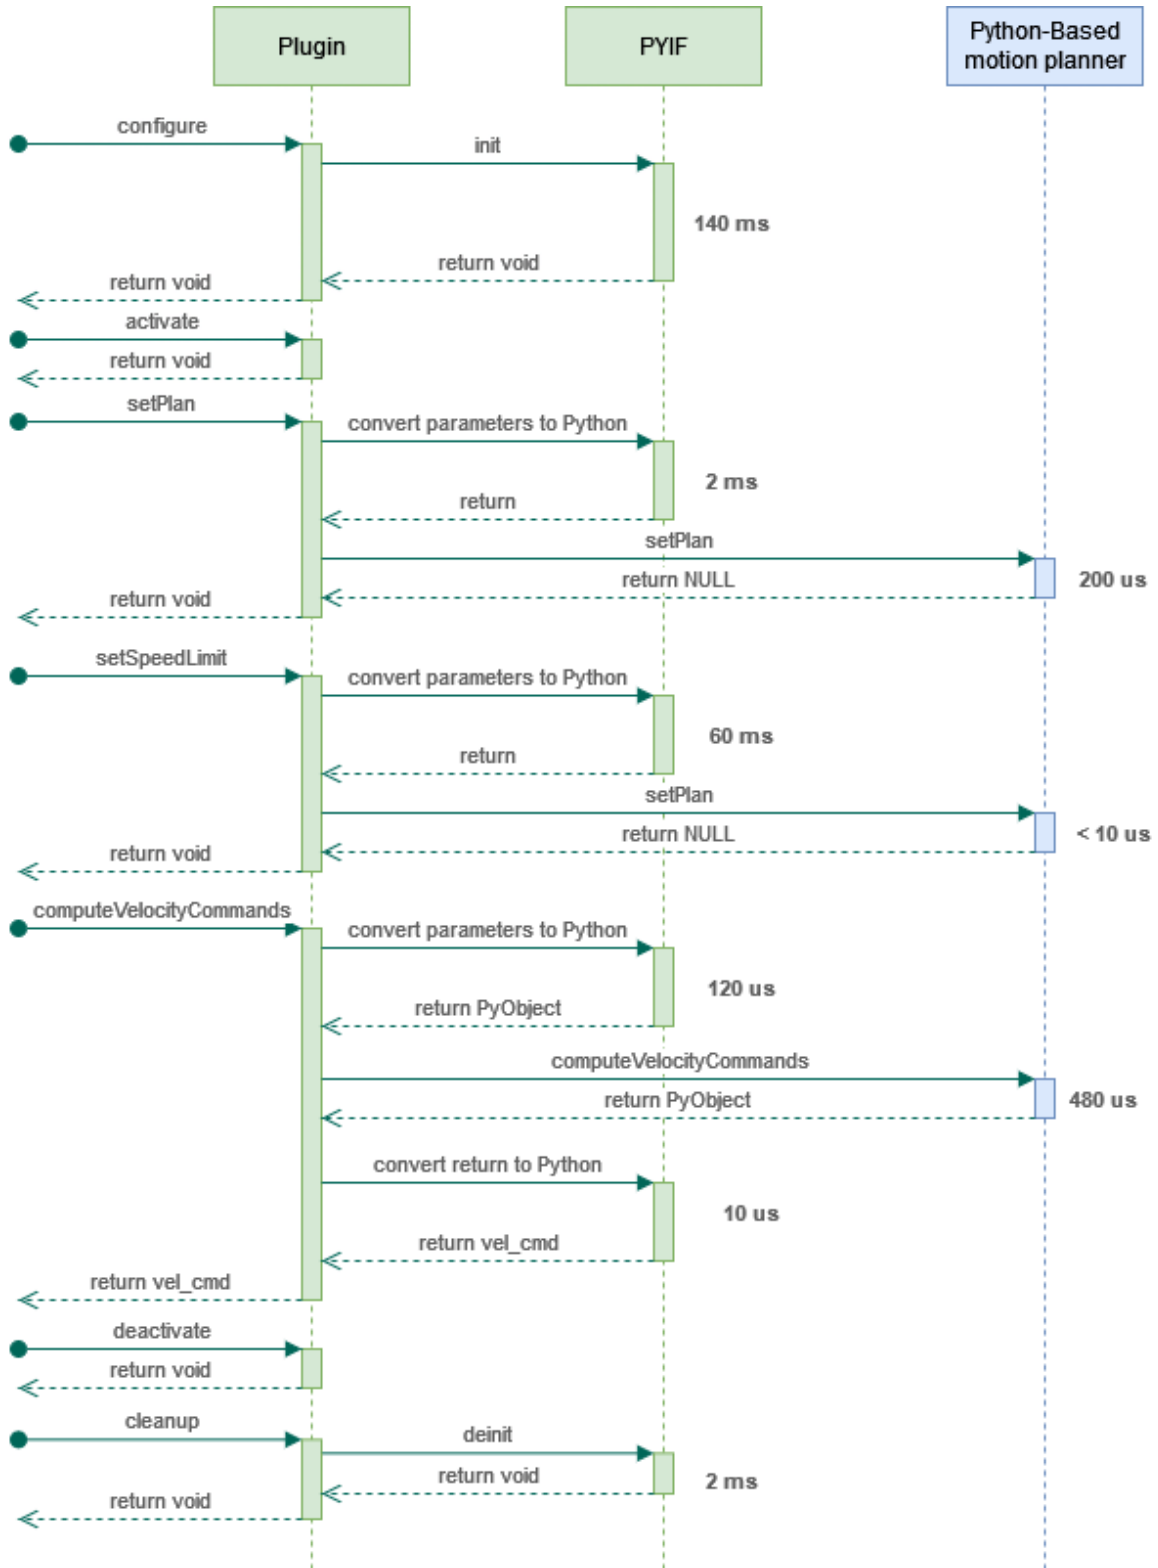 Plugin
PYIF
Python-Based
motion planner
configure
init
140 ms
return void
return void
activate
return void
setPlan
convert parameters to Python
2 ms
return
setPlan
return NULL
200 us
return void
setSpeedLimit
convert parameters to Python
60 ms
return
setPlan
return NULL
< 10 us
return void
computeVelocityCommands
convert parameters to Python
120 us
return PyObject
computeVelocityCommands
return PyObject
480 us
convert return to Python
10 us
return vel_cmd
return vel_cmd
deactivate
return void
cleanup
deinit
return void
2 ms
return void